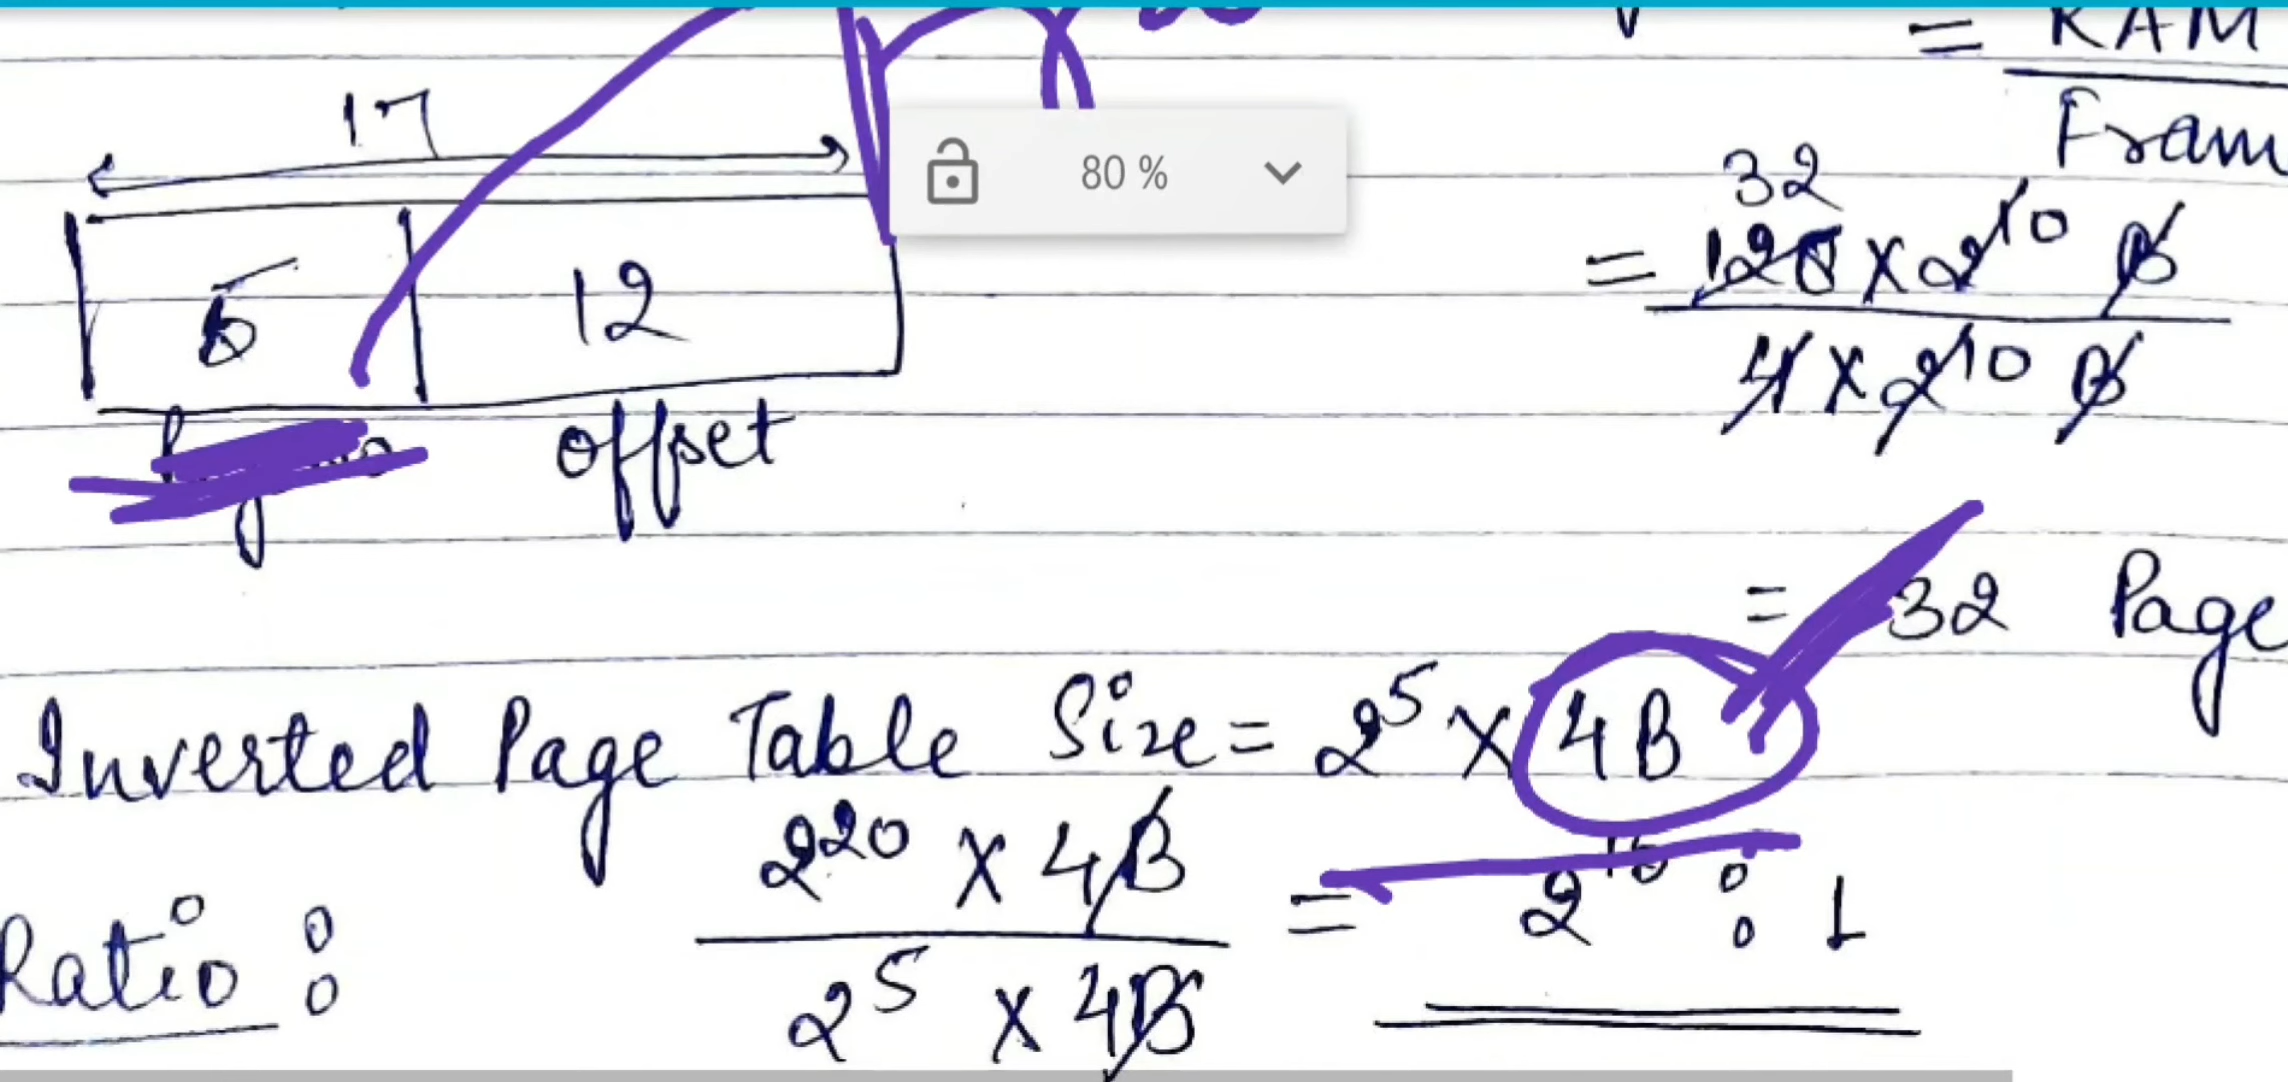 = RAM
17
80 %
Fram
32
5 12
= 128 x 2^10 B
4 x 2^10 B
offset
= 32 Page
Inverted Page Table Size = 2^5 x 4B
Ratio : 2^20 x 4B = 2^15 : 1
2^5 x 4B